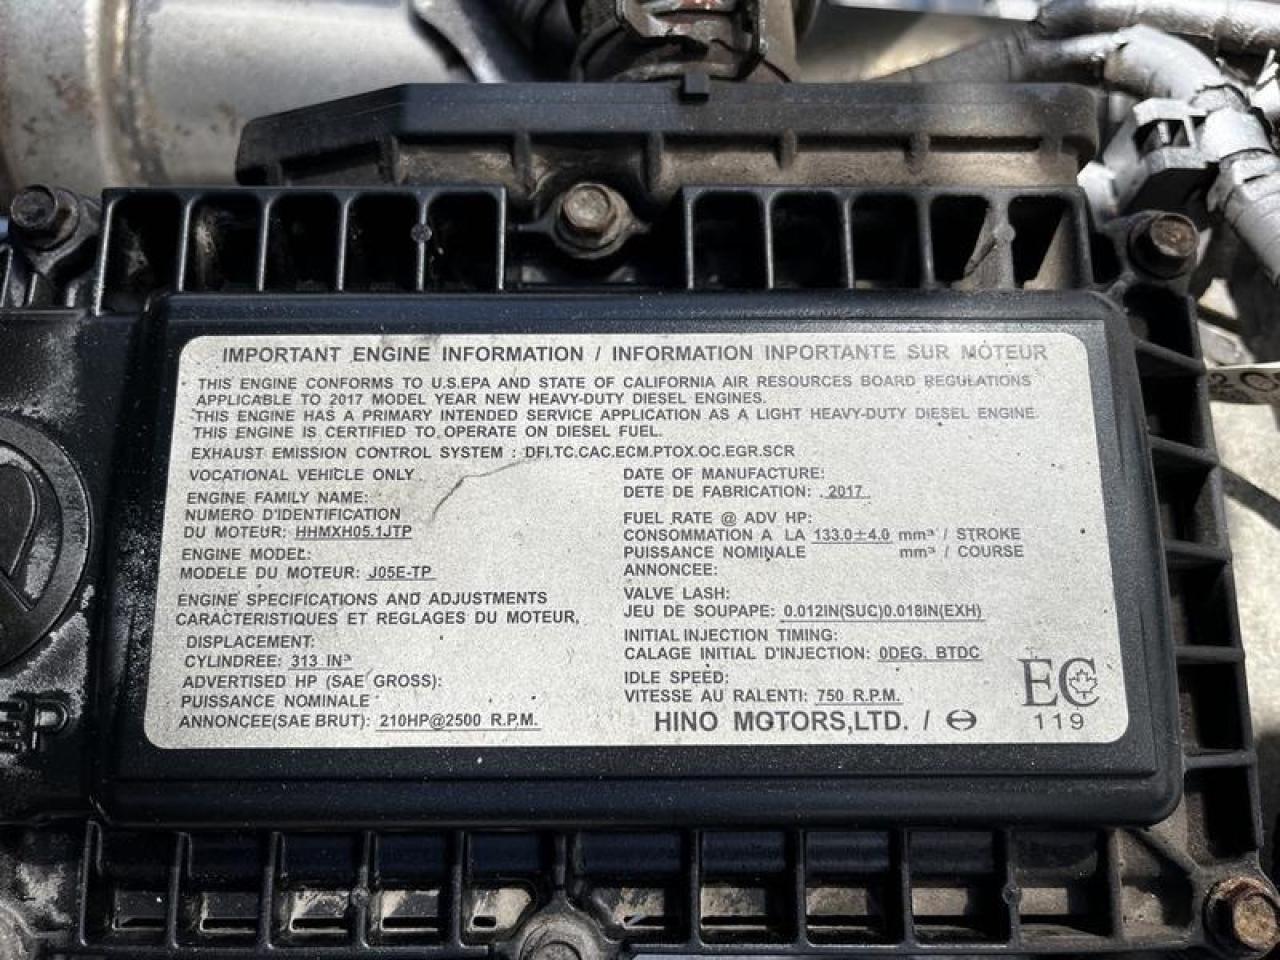 IMPORTANT ENGINE INFORMATION / INFORMATION INPORTANTE SUR MOTEUR
THIS ENGINE CONFORMS TO U.S.EPA AND STATE OF CALIFORNIA AIR RESOURCES BOARD REGULATIONS
APPLICABLE TO 2017 MODEL YEAR NEW HEAVY-DUTY DIESEL ENGINES.
THIS ENGINE HAS A PRIMARY INTENDED SERVICE APPLICATION AS A LIGHT HEAVY-DUTY DIESEL ENGINE.
THIS ENGINE IS CERTIFIED TO OPERATE ON DIESEL FUEL.
EXHAUST EMISSION CONTROL SYSTEM : DFI.TC.CAC.ECM.PTOX.OC.EGR.SCR
VOCATIONAL VEHICLE ONLY
ENGINE FAMILY NAME:
NUMERO D'IDENTIFICATION
DU MOTEUR: HHMXH05.1JTP
ENGINE MODEL:
MODELE DU MOTEUR: J05E-TP
ENGINE SPECIFICATIONS AND ADJUSTMENTS
CARACTERISTIQUES ET REGLAGES DU MOTEUR,
DISPLACEMENT:
CYLINDREE: 313 IN³
ADVERTISED HP (SAE GROSS):
PUISSANCE NOMINALE
ANNONCEE(SAE BRUT): 210HP@2500 R.P.M.
DATE OF MANUFACTURE:
DETE DE FABRICATION: 2017
FUEL RATE @ ADV HP:
CONSOMMATION A LA 133.0±4.0 mm³ / STROKE
PUISSANCE NOMINALE mm³ / COURSE
ANNONCEE:
VALVE LASH:
JEU DE SOUPAPE: 0.012IN(SUC)0.018IN(EXH)
INITIAL INJECTION TIMING:
CALAGE INITIAL D'INJECTION: 0DEG. BTDC
IDLE SPEED:
VITESSE AU RALENTI: 750 R.P.M.
HINO MOTORS,LTD. /
EC
119